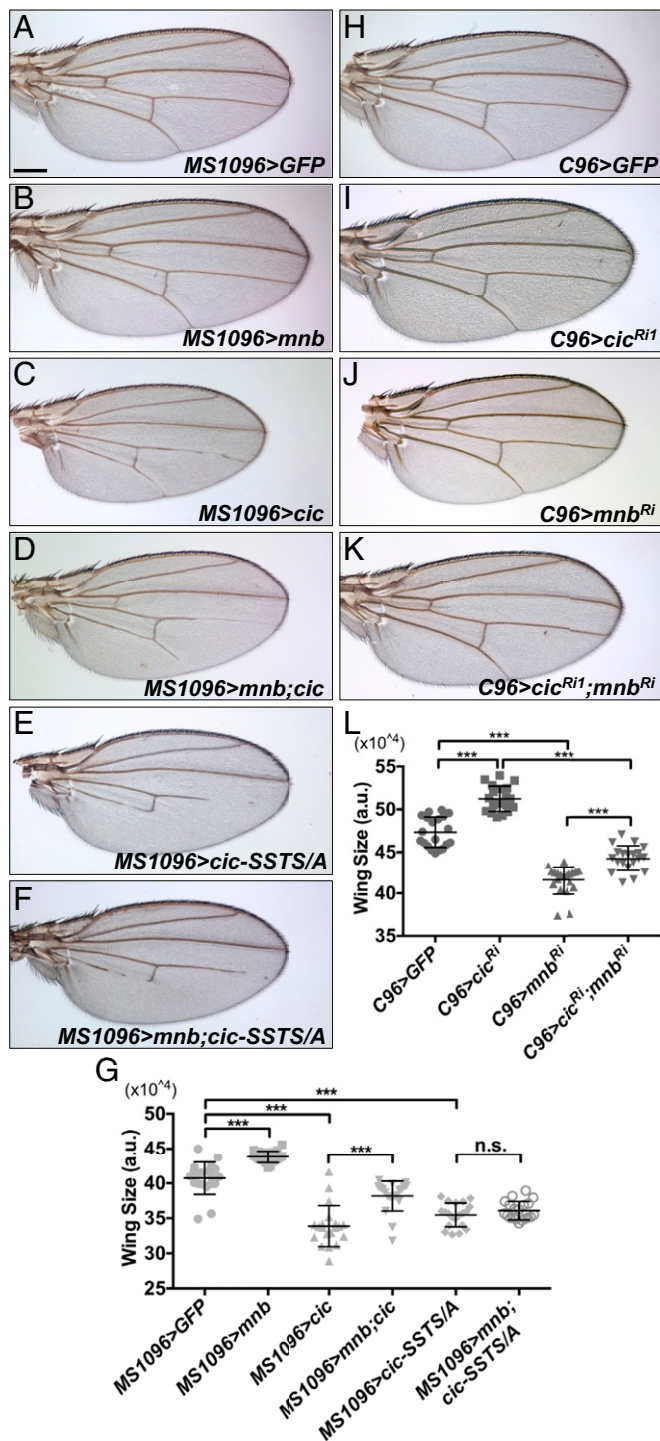 A
MS1096>GFP
B
MS1096>mnb
C
MS1096>cic
D
MS1096>mnb;cic
E
MS1096>cic-SSTS/A
F
MS1096>mnb;cic-SSTS/A
H
C96>GFP
I
C96>cicRi1
J
C96>mnbRi
K
C96>cicRi1;mnbRi
L
(x10^4)
Wing Size (a.u.)
55
50
45
40
35
***
***
***
***
C96>GFP
C96>cicRi
C96>mnbRi
C96>cicRi;mnbRi
G
(x10^4)
Wing Size (a.u.)
50
45
40
35
30
25
***
***
***
***
n.s.
MS1096>GFP
MS1096>mnb
MS1096>cic
MS1096>mnb;cic
MS1096>cic-SSTS/A
MS1096>mnb;
cic-SSTS/A